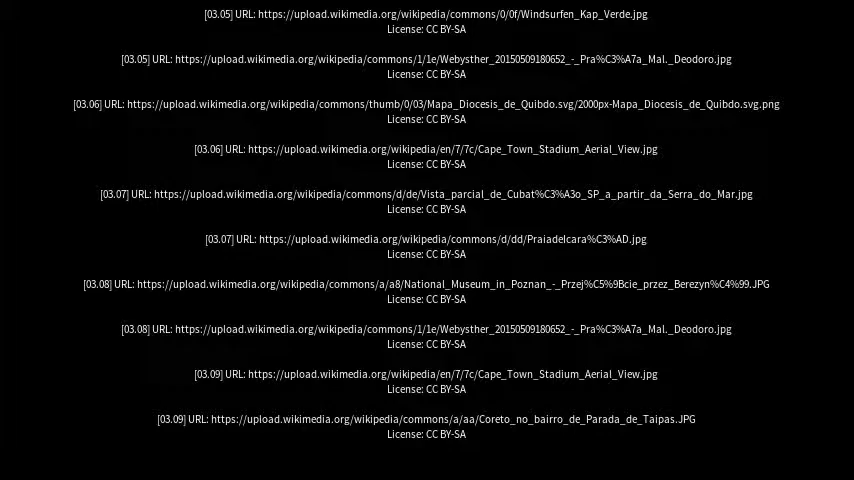 [03.05] URL: https://upload.wikimedia.org/wikipedia/commons/0/0f/Windsurfen_Kap_Verde.jpg
License: CC BY-SA
[03.05] URL: https://upload.wikimedia.org/wikipedia/commons/1/1e/Webysther_20150509180652_-_Pra%C3%A7a_Mal._Deodoro.jpg
License: CC BY-SA
[03.06] URL: https://upload.wikimedia.org/wikipedia/commons/thumb/0/03/Mapa_Diocesis_de_Quibdo.svg/2000px-Mapa_Diocesis_de_Quibdo.svg.png
License: CC BY-SA
[03.06] URL: https://upload.wikimedia.org/wikipedia/en/7/7c/Cape_Town_Stadium_Aerial_View.jpg
License: CC BY-SA
[03.07] URL: https://upload.wikimedia.org/wikipedia/commons/d/de/Vista_parcial_de_Cubat%C3%A3o_SP_a_partir_da_Serra_do_Mar.jpg
License: CC BY-SA
[03.07] URL: https://upload.wikimedia.org/wikipedia/commons/d/dd/PraiadeIcara%C3%AD.jpg
License: CC BY-SA
[03.08] URL: https://upload.wikimedia.org/wikipedia/commons/a/a8/National_Museum_in_Poznan_-_Przej%C5%9Bcie_przez_Berezyn%C4%99.JPG
License: CC BY-SA
[03.08] URL: https://upload.wikimedia.org/wikipedia/commons/1/1e/Webysther_20150509180652_-_Pra%C3%A7a_Mal._Deodoro.jpg
License: CC BY-SA
[03.09] URL: https://upload.wikimedia.org/wikipedia/en/7/7c/Cape_Town_Stadium_Aerial_View.jpg
License: CC BY-SA
[03.09] URL: https://upload.wikimedia.org/wikipedia/commons/a/aa/Coreto_no_bairro_de_Parada_de_Taipas.JPG
License: CC BY-SA